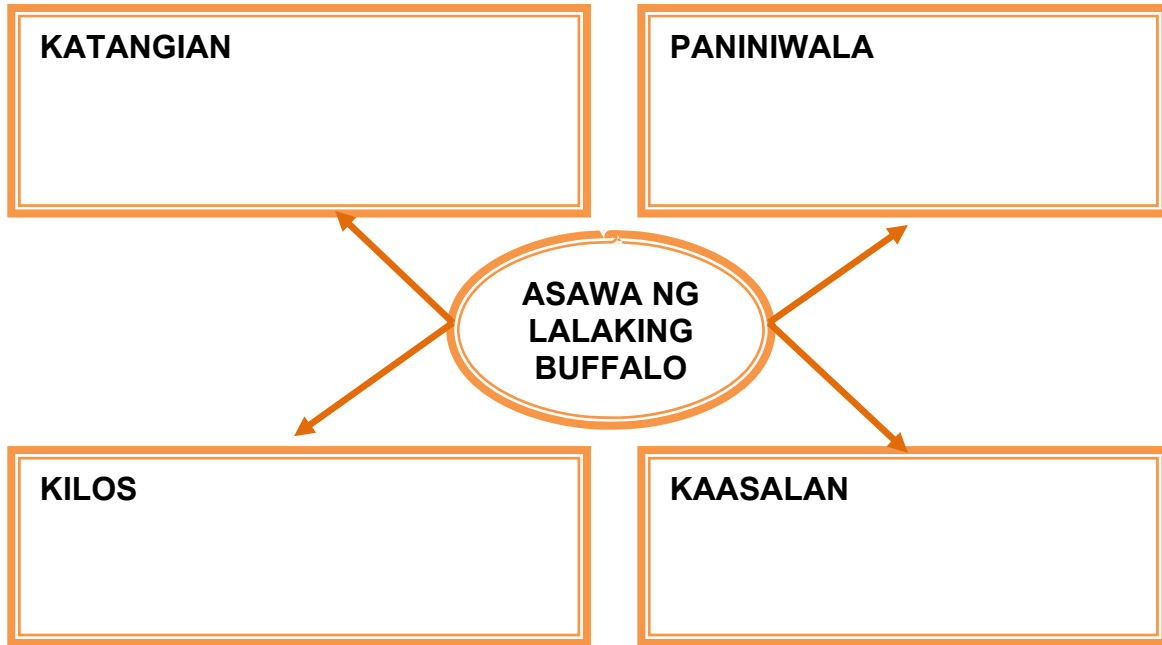 KATANGIAN
PANINIWALA
ASAWA NG
LALAKING
BUFFALO
KILOS
KAASALAN